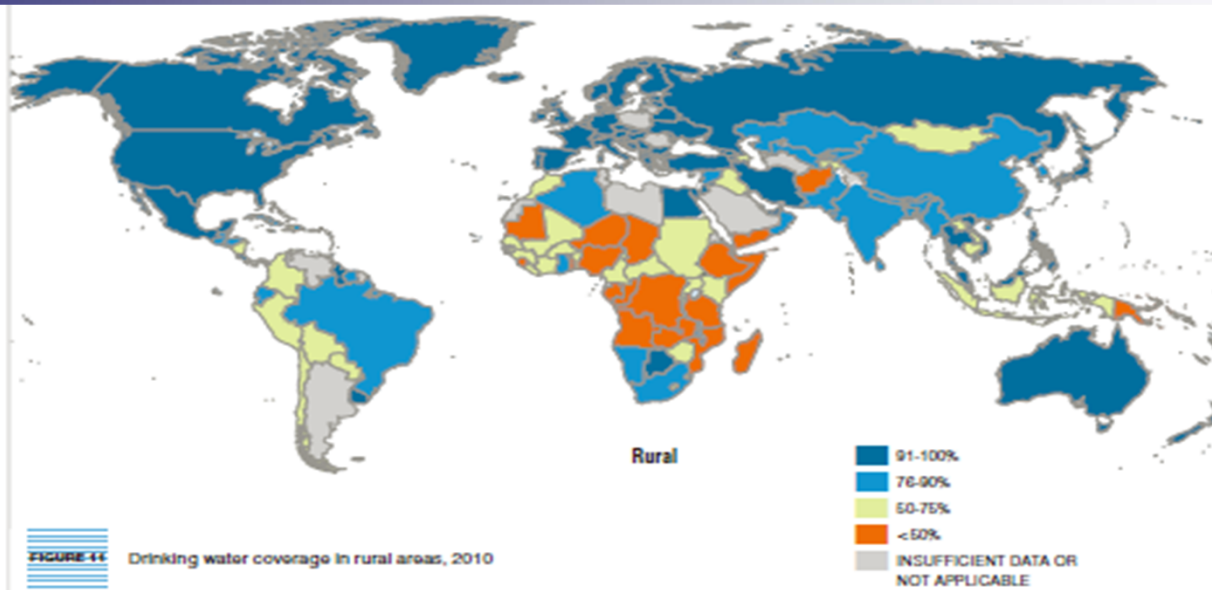 Rural
91-100%
76-90%
50-75%
<50%
INSUFFICIENT DATA OR
NOT APPLICABLE
FIGURE 11 Drinking water coverage in rural areas, 2010